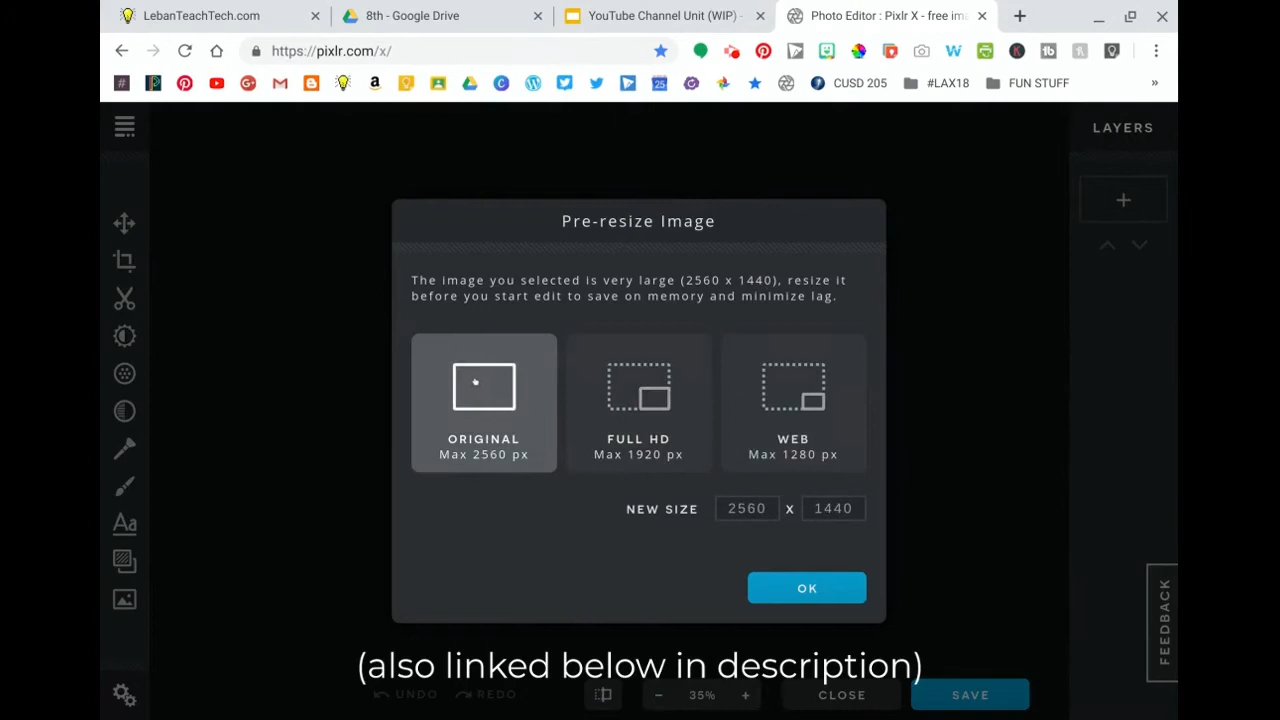 LebanTeachTech.com
8th - Google Drive
YouTube Channel Unit (WIP) -
Photo Editor : Pixlr X - free ima
https://pixlr.com/x/
CUSD 205
#LAX18
FUN STUFF
»
LAYERS
Pre-resize Image
The image you selected is very large (2560 x 1440), resize it
before you start edit to save on memory and minimize lag.
ORIGINAL
Max 2560 px
FULL HD
Max 1920 px
WEB
Max 1280 px
NEW SIZE 2560 X 1440
OK
Aa
FEEDBACK
(also linked below in description)
UNDO REDO
− 35% +
CLOSE
SAVE